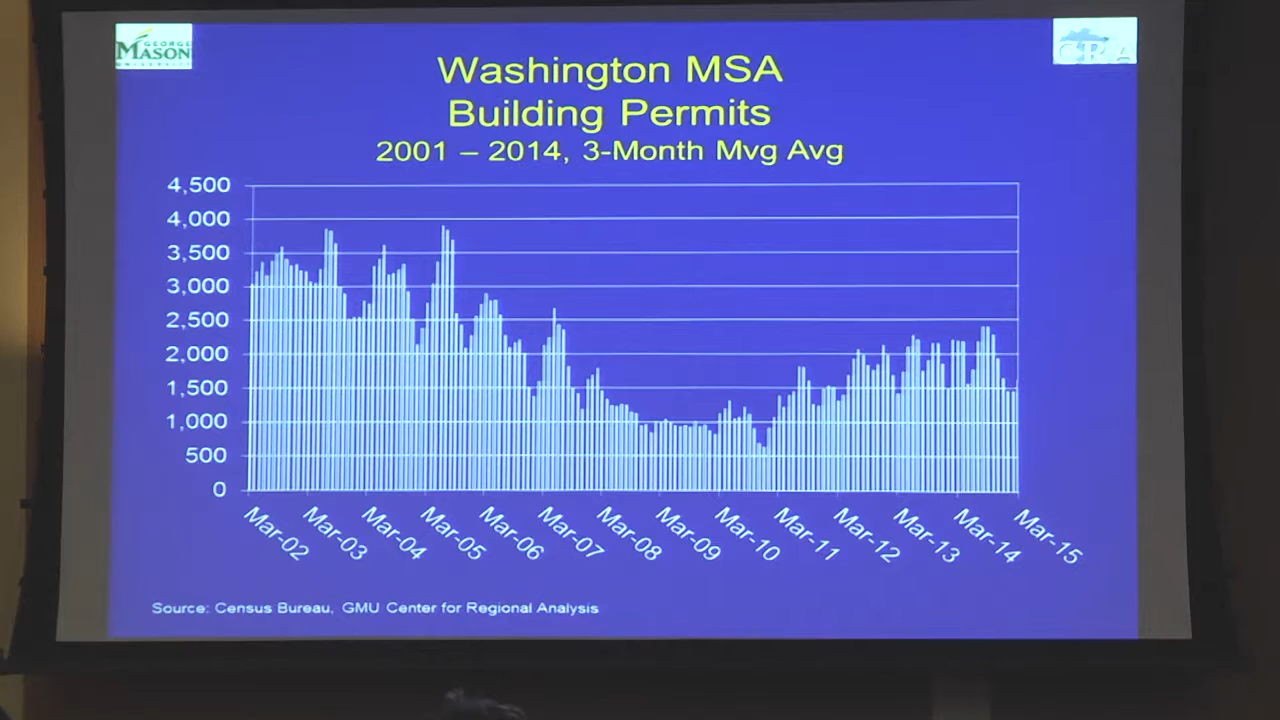 GEORGE
MASON
UNIVERSITY
CRA
Washington MSA
Building Permits
2001 – 2014, 3-Month Mvg Avg
4,500
4,000
3,500
3,000
2,500
2,000
1,500
1,000
500
0
Mar-02
Mar-03
Mar-04
Mar-05
Mar-06
Mar-07
Mar-08
Mar-09
Mar-10
Mar-11
Mar-12
Mar-13
Mar-14
Mar-15
Source: Census Bureau, GMU Center for Regional Analysis